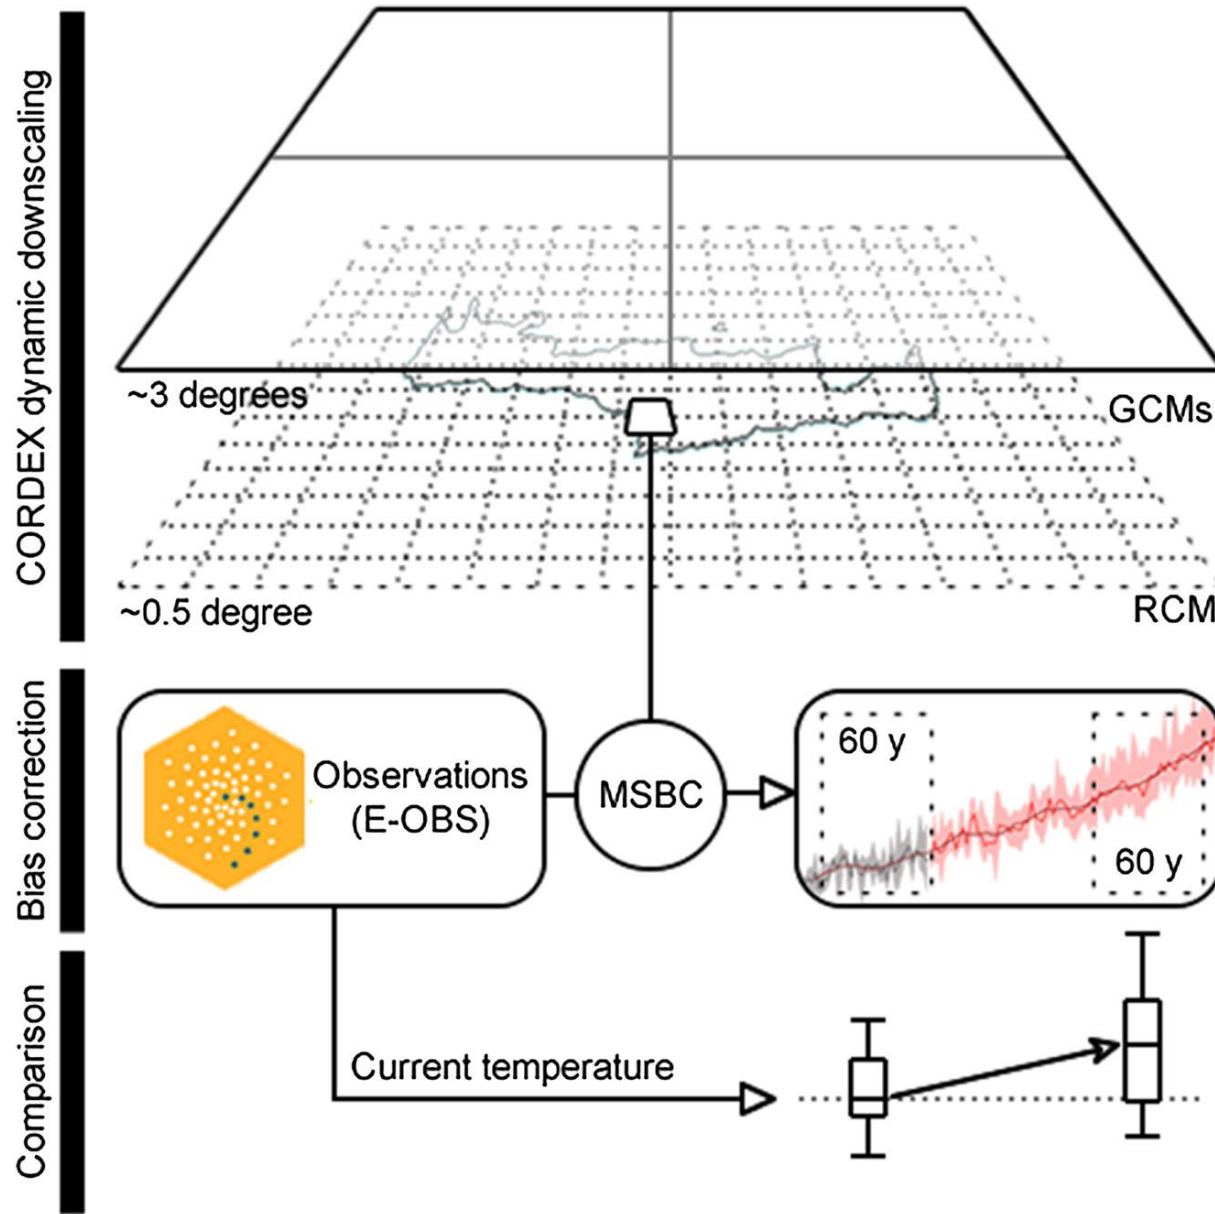 CORDEX dynamic downscaling
~3 degrees
GCMs
~0.5 degree
RCM
Bias correction
Observations
(E-OBS)
MSBC
60 y
60 y
Comparison
Current temperature